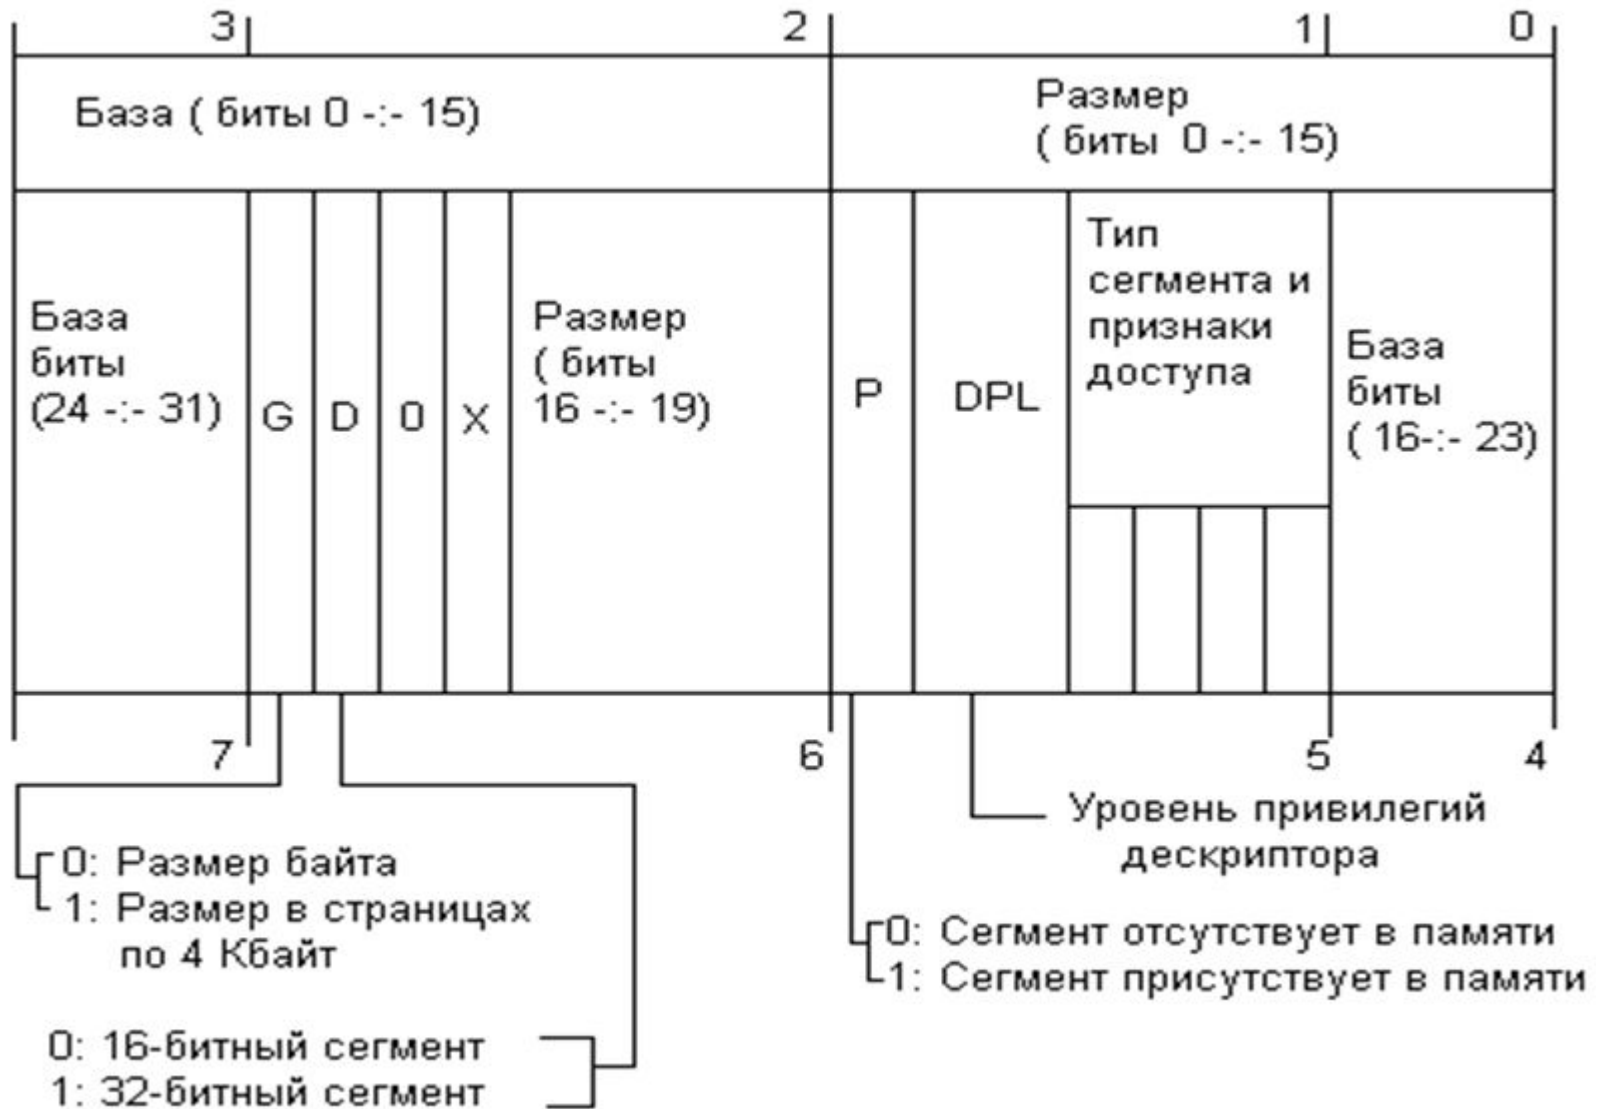 3 2 1 0
База ( биты 0 -:- 15)
Размер
( биты 0 -:- 15)
База
биты
(24 -:- 31)
G D 0 X
Размер
( биты
16 -:- 19)
P
DPL
Тип
сегмента и
признаки
доступа
База
биты
( 16-:- 23)
7 6 5 4
0: Размер байта
1: Размер в страницах
по 4 Кбайт
0: 16-битный сегмент
1: 32-битный сегмент
Уровень привилегий
дескриптора
0: Сегмент отсутствует в памяти
1: Сегмент присутствует в памяти